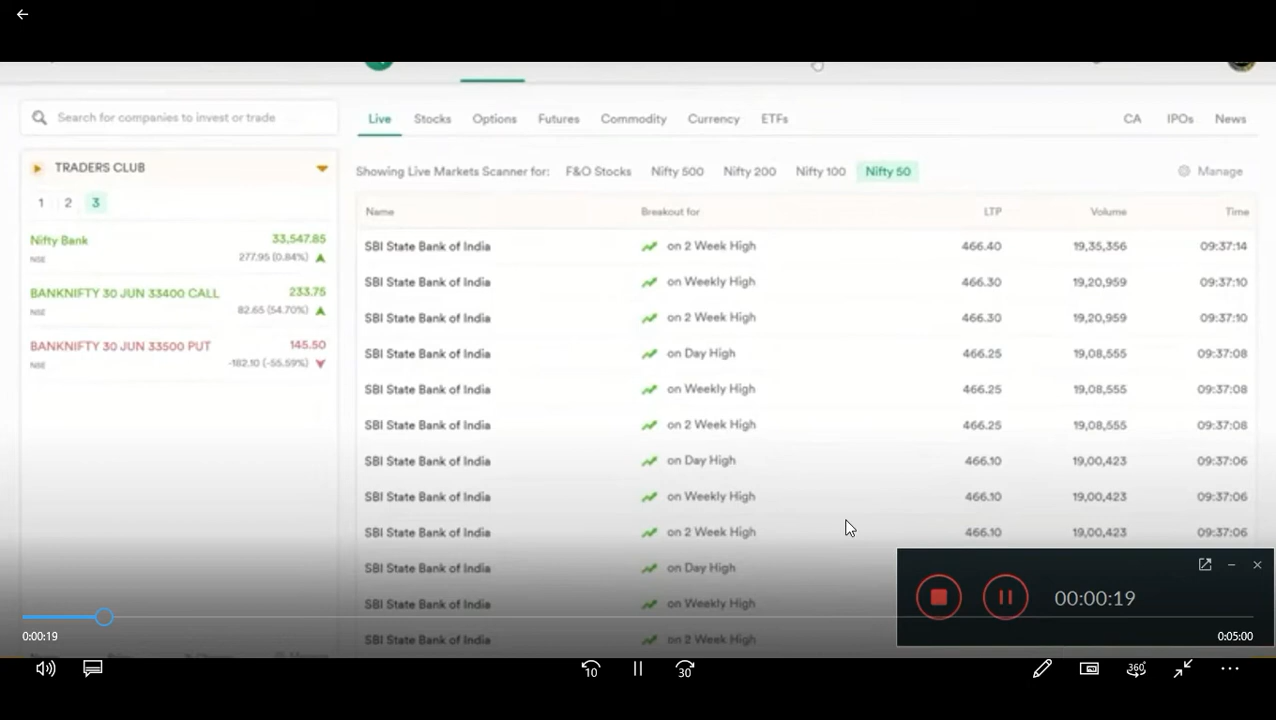 Search for companies to invest or trade
Live Stocks Options Futures Commodity Currency ETFs CA IPOs News
TRADERS CLUB
1 2 3
Nifty Bank 33,547.85
NSE 277.95 (0.84%)
BANKNIFTY 30 JUN 33400 CALL 233.75
NSE 82.65 (54.70%)
BANKNIFTY 30 JUN 33500 PUT 145.50
NSE -182.10 (-55.59%)
Showing Live Markets Scanner for: F&O Stocks Nifty 500 Nifty 200 Nifty 100 Nifty 50 Manage
Name Breakout for LTP Volume Time
SBI State Bank of India on 2 Week High 466.40 19,35,356 09:37:14
SBI State Bank of India on Weekly High 466.30 19,20,959 09:37:10
SBI State Bank of India on 2 Week High 466.30 19,20,959 09:37:10
SBI State Bank of India on Day High 466.25 19,08,555 09:37:08
SBI State Bank of India on Weekly High 466.25 19,08,555 09:37:08
SBI State Bank of India on 2 Week High 466.25 19,08,555 09:37:08
SBI State Bank of India on Day High 466.10 19,00,423 09:37:06
SBI State Bank of India on Weekly High 466.10 19,00,423 09:37:06
SBI State Bank of India on 2 Week High 466.10 19,00,423 09:37:06
SBI State Bank of India on Day High
SBI State Bank of India on Weekly High
SBI State Bank of India on 2 Week High
00:00:19
0:00:19 0:05:00
10 30 360°